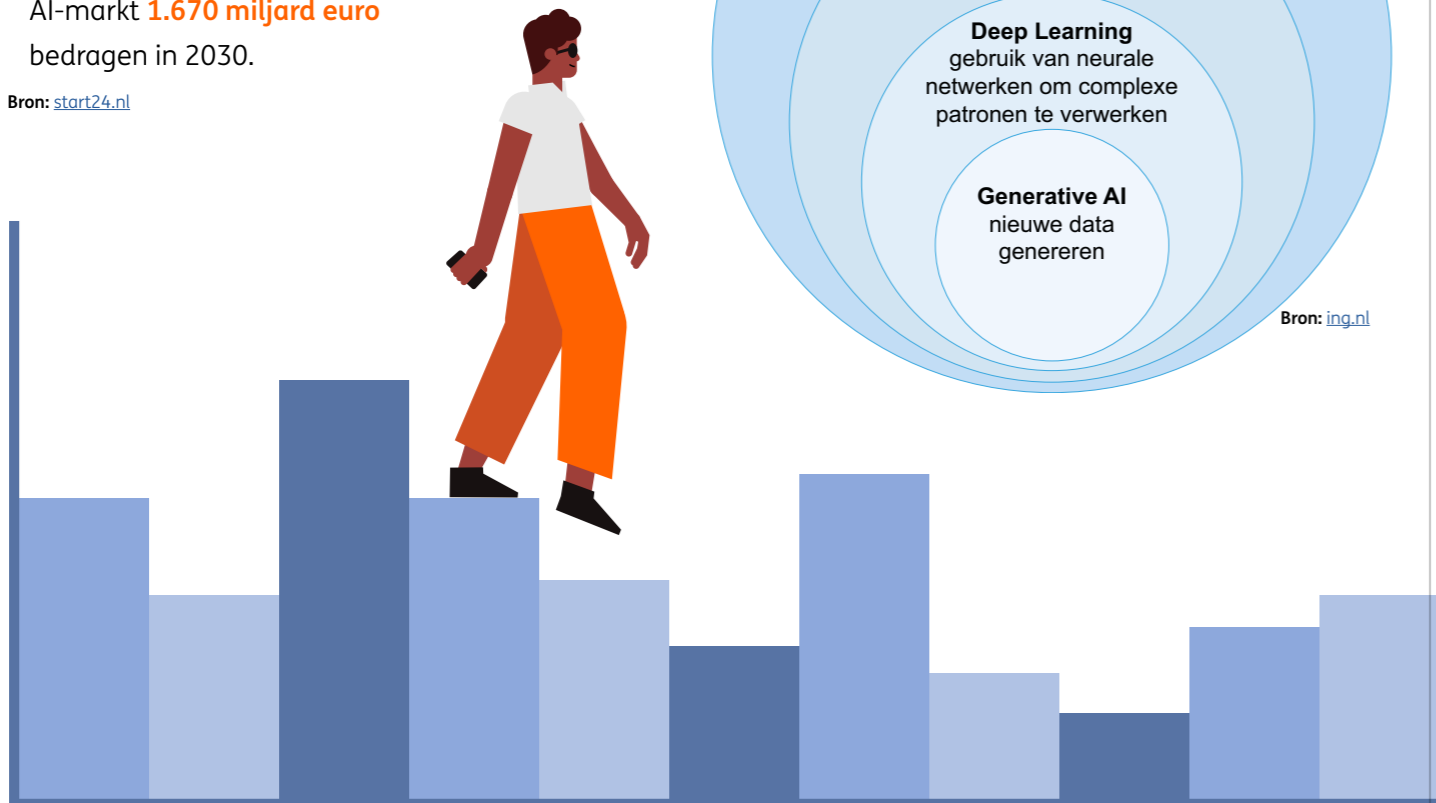 AI-markt 1.670 miljard euro
bedragen in 2030.
Bron: start24.nl
Deep Learning
gebruik van neurale
netwerken om complexe
patronen te verwerken
Generative AI
nieuwe data
genereren
Bron: ing.nl